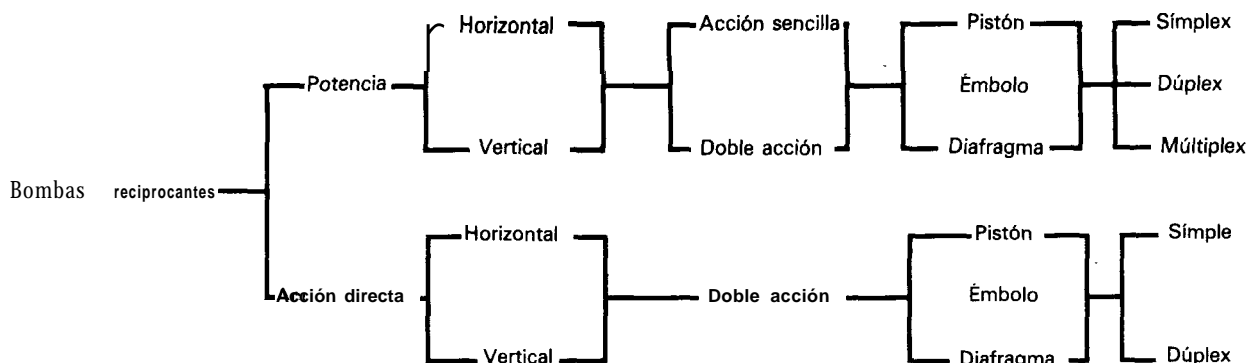 Horizontal Acción sencilla Pistón Símplex
Potencia Émbolo Dúplex
Vertical Doble acción Diafragma Múltiplex
Bombas reciprocantes
Horizontal Pistón Símple
Acción directa Doble acción Émbolo
Vertical Diafragma Dúplex